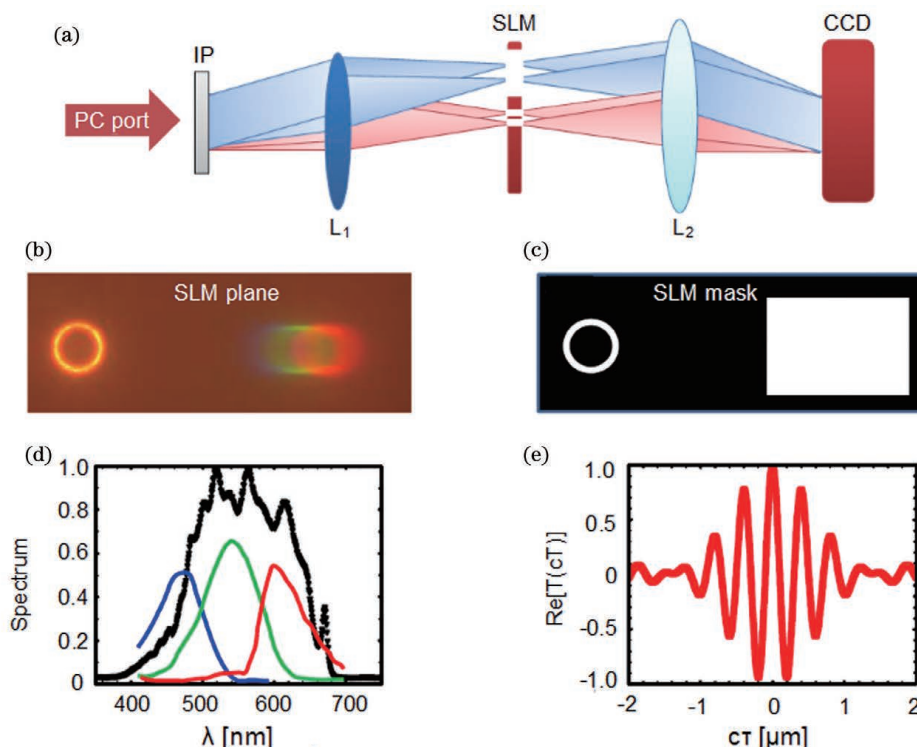 (a)
IP
SLM
CCD
PC port
L₁
L₂
(b)
SLM plane
(c)
SLM mask
(d)
1.0
0.8
0.6
0.4
0.2
0
Spectrum
400 500 600 700
λ [nm]
(e)
1.0
0.5
0
-0.5
-1.0
Re[T(cT)]
-2 -1 0 1 2
cτ [μm]